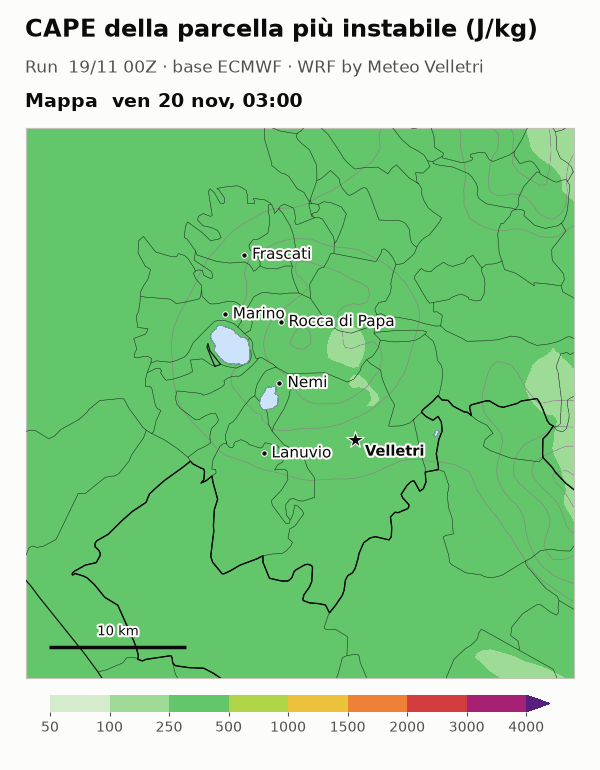 CAPE della parcella più instabile (J/kg)
Run  19/11 00Z · base ECMWF · WRF by Meteo Velletri
Mappa  ven 20 nov, 03:00
Frascati
Marino
Rocca di Papa
Nemi
Velletri
Lanuvio
10 km
50 100 250 500 1000 1500 2000 3000 4000